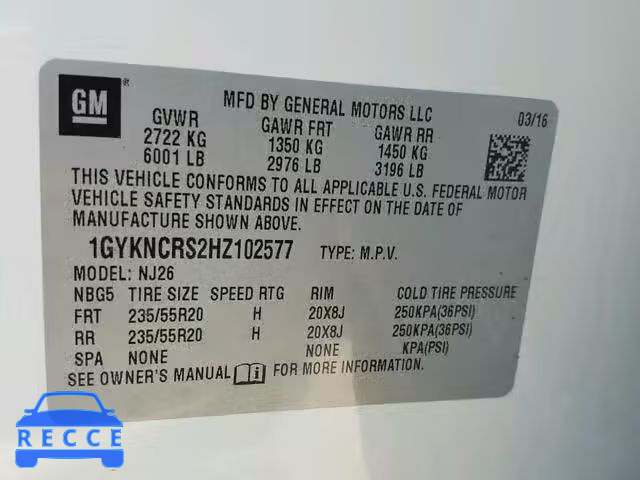 GM ®
MFD BY GENERAL MOTORS LLC
03/16
GVWR GAWR FRT GAWR RR
2722 KG 1350 KG 1450 KG
6001 LB 2976 LB 3196 LB
THIS VEHICLE CONFORMS TO ALL APPLICABLE U.S. FEDERAL MOTOR
VEHICLE SAFETY STANDARDS IN EFFECT ON THE DATE OF
MANUFACTURE SHOWN ABOVE.
1GYKNCRS2HZ102577 TYPE: M.P.V.
MODEL: NJ26
NBG5 TIRE SIZE SPEED RTG RIM COLD TIRE PRESSURE
FRT 235/55R20 H 20X8J 250KPA(36PSI)
RR 235/55R20 H 20X8J 250KPA(36PSI)
SPA NONE NONE KPA(PSI)
SEE OWNER'S MANUAL FOR MORE INFORMATION.
RECCE
RECCE